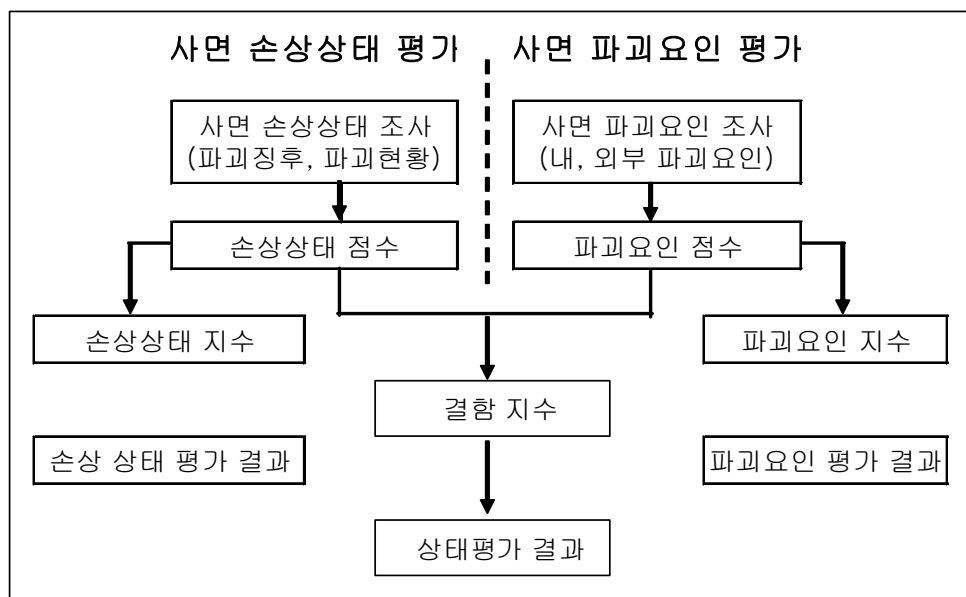 사면 손상상태 평가
사면 파괴요인 평가
사면 손상상태 조사
(파괴징후, 파괴현황)
사면 파괴요인 조사
(내, 외부 파괴요인)
손상상태 점수
파괴요인 점수
손상상태 지수
파괴요인 지수
결함 지수
손상 상태 평가 결과
파괴요인 평가 결과
상태평가 결과